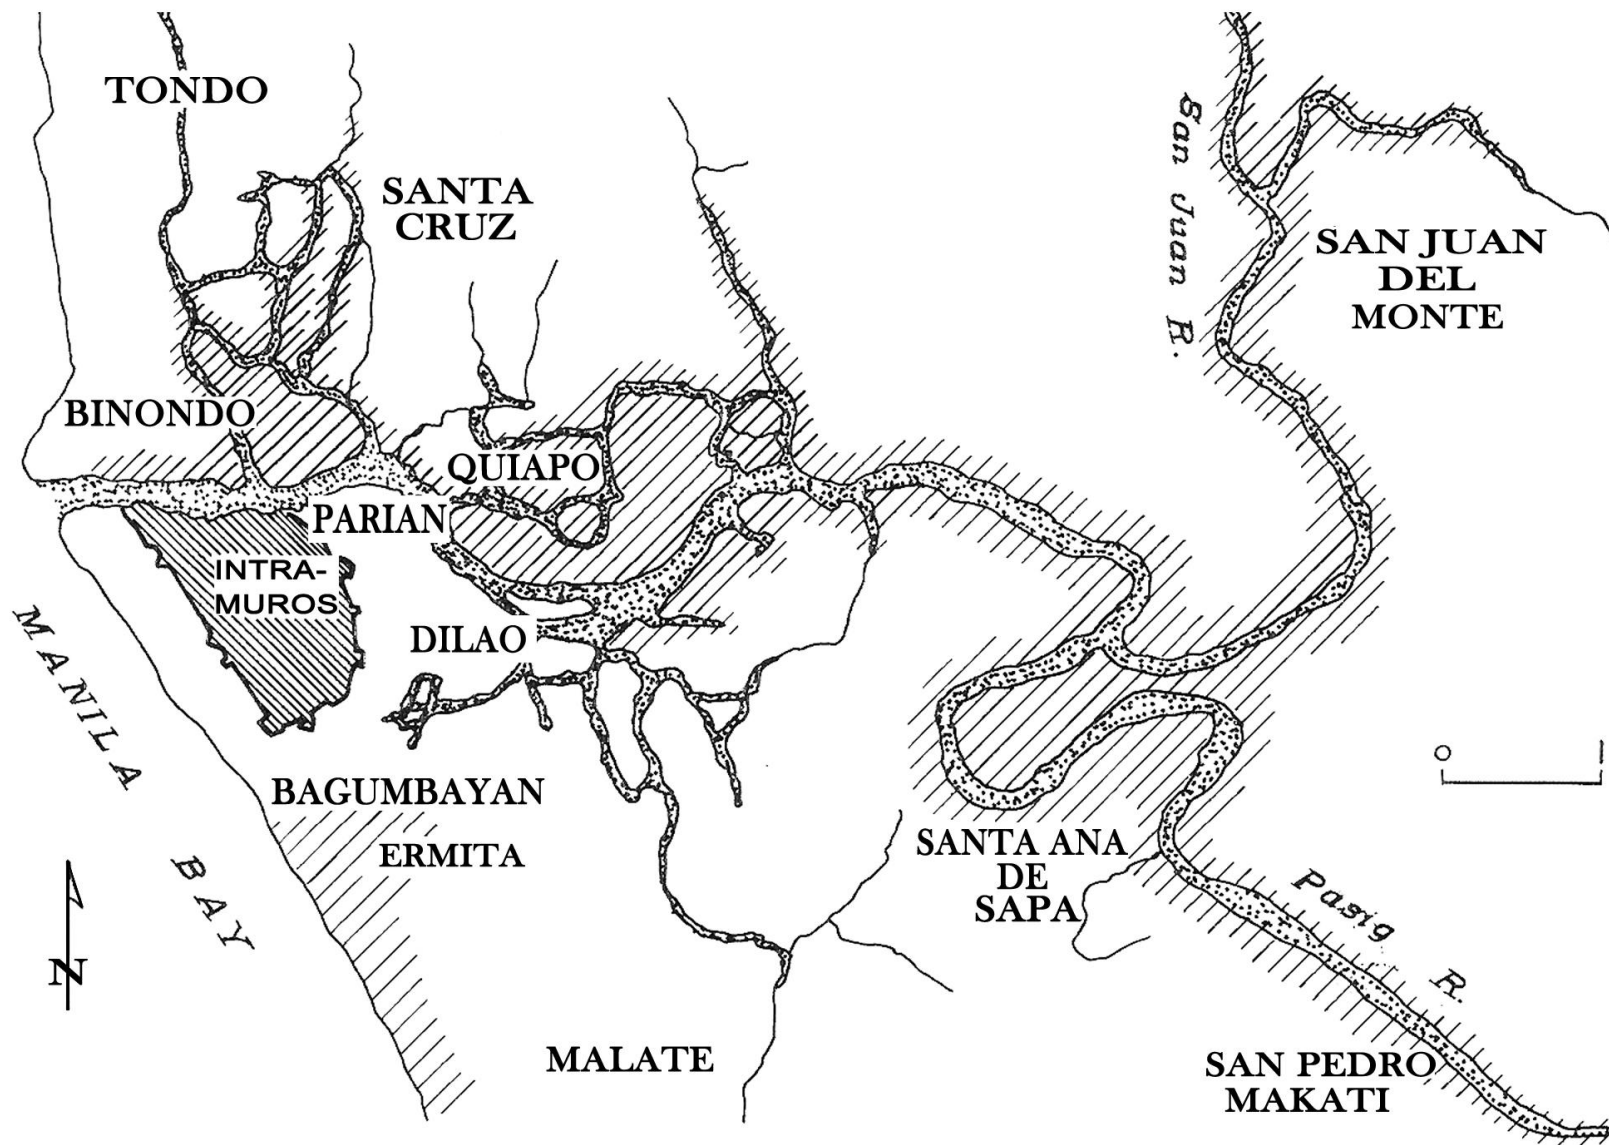 TONDO
SANTA
CRUZ
San Juan R.
SAN JUAN
DEL
MONTE
BINONDO
QUIAPO
PARIAN
INTRA-
MUROS
DILAO
MANILA BAY
BAGUMBAYAN
ERMITA
SANTA ANA
DE
SAPA
Pasig R.
N
0
MALATE
SAN PEDRO
MAKATI